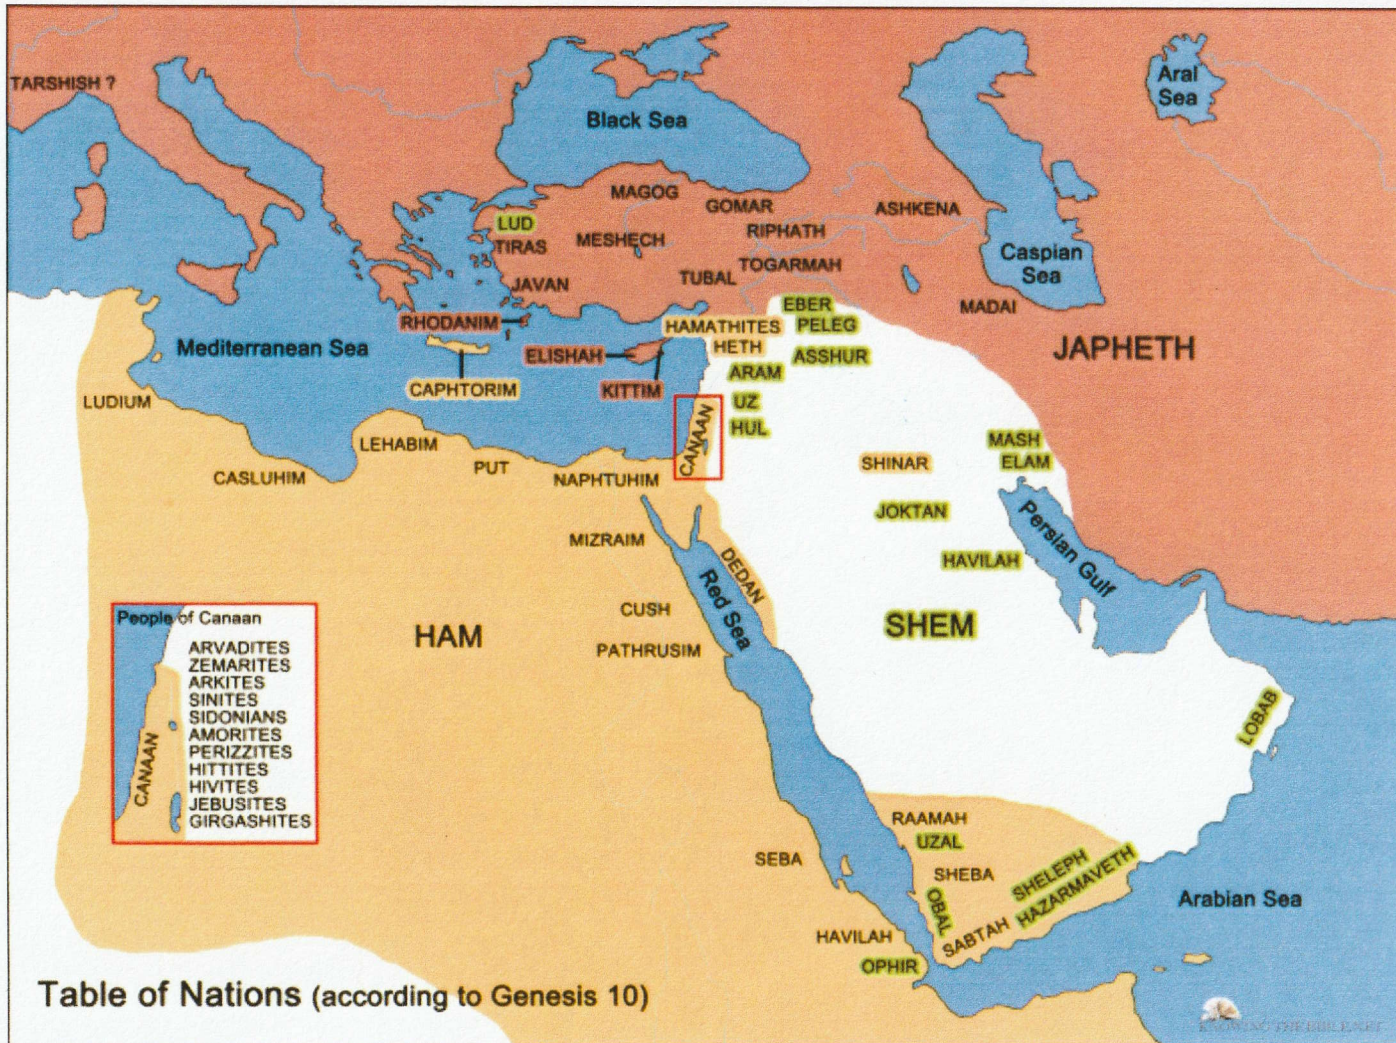 TARSHISH ?
Black Sea
Aral
Sea
MAGOG
GOMAR
ASHKENA
LUD
TIRAS
MESHECH
RIPHATH
TOGARMAH
Caspian
Sea
JAVAN
TUBAL
MADAI
EBER
RHODANIM
HAMATHITES
PELEG
Mediterranean Sea
HETH
JAPHETH
ELISHAH
ASSHUR
ARAM
CAPHTORIM
KITTIM
LUDIUM
UZ
CANAAN
HUL
LEHABIM
MASH
CASLUHIM
PUT
NAPHTUHIM
SHINAR
ELAM
JOKTAN
Persian Gulf
MIZRAIM
DEDAN
HAVILAH
Red Sea
CUSH
SHEM
HAM
PATHRUSIM
People of Canaan
ARVADITES
ZEMARITES
ARKITES
SINITES
SIDONIANS
AMORITES
PERIZZITES
HITTITES
HIVITES
JEBUSITES
GIRGASHITES
CANAAN
LOBAB
RAAMAH
UZAL
SEBA
SHEBA
SHELEPH
HAZARMAVETH
OBAL
SABTAH
Arabian Sea
HAVILAH
OPHIR
Table of Nations (according to Genesis 10)
KNOWING THE BIBLE.NET